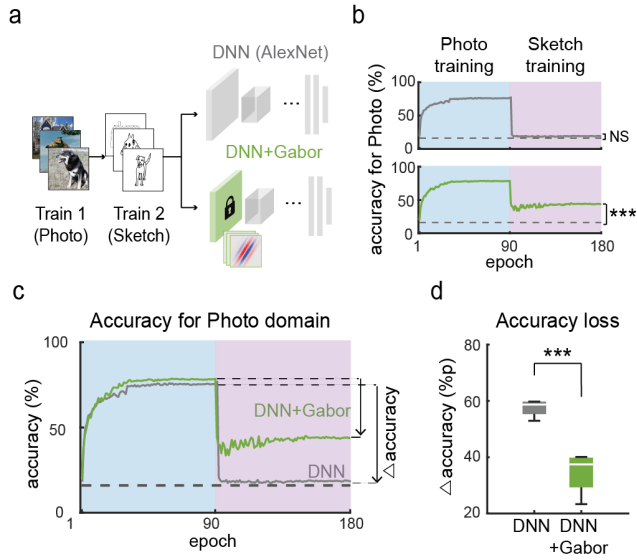 a
DNN (AlexNet)
DNN+Gabor
Train 1
(Photo)
Train 2
(Sketch)
b
Photo
training
Sketch
training
accuracy for Photo (%)
100
50
0
NS
100
50
0
***
1
90
180
epoch
c
Accuracy for Photo domain
accuracy (%)
100
50
0
DNN+Gabor
DNN
△accuracy
1
90
180
epoch
d
Accuracy loss
△accuracy (%p)
80
60
40
20
***
DNN
DNN
+Gabor